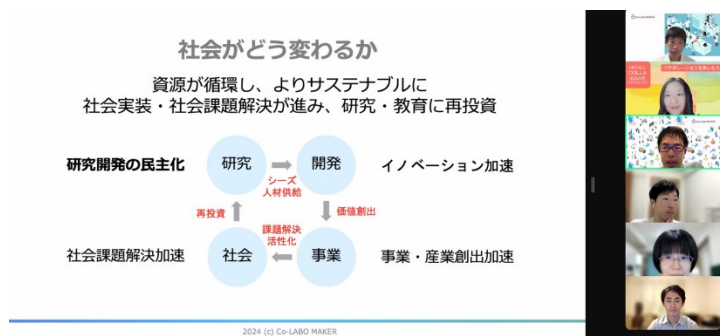 社会がどう変わるか
資源が循環し、よりサステナブルに
社会実装・社会課題解決が進み、研究・教育に再投資
研究開発の民主化
研究
開発
イノベーション加速
シーズ
人材供給
再投資
価値創出
課題解決
活性化
社会課題解決加速
社会
事業
事業・産業創出加速
2024 (c) Co-LABO MAKER